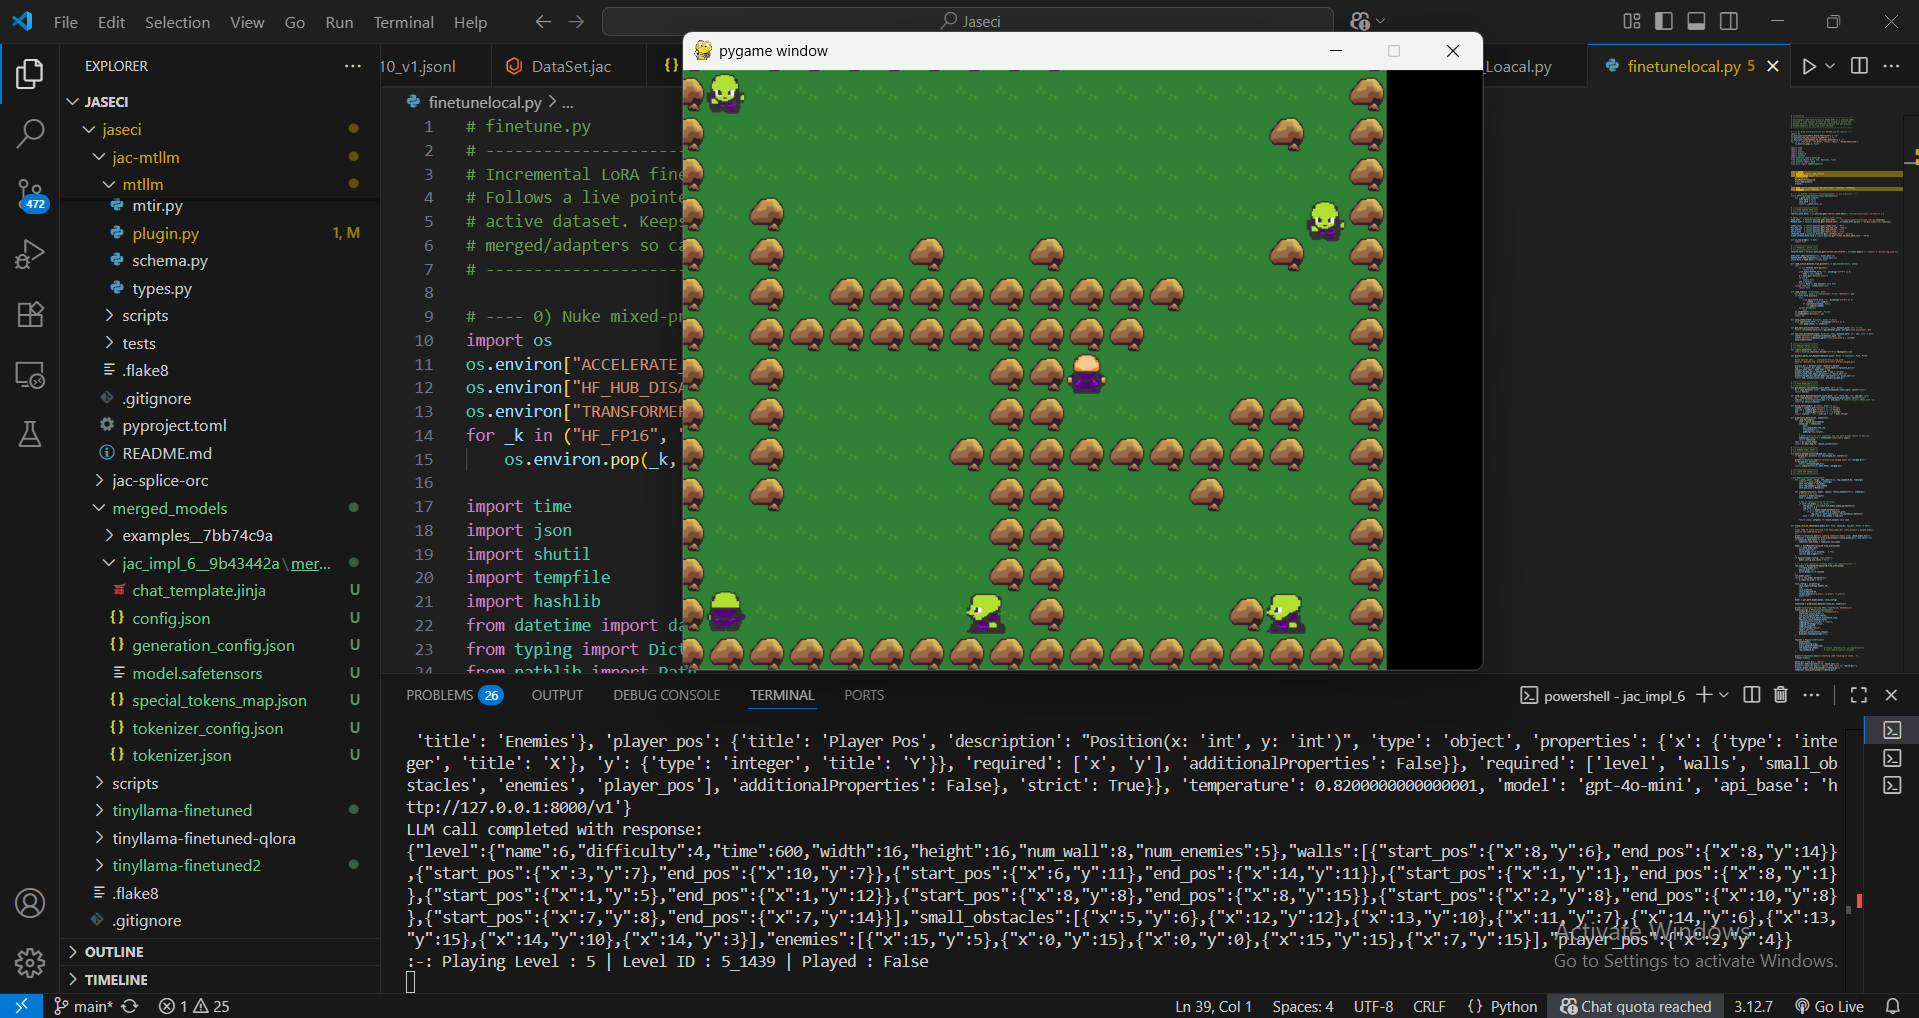 File Edit Selection View Go Run Terminal Help
Jaseci
EXPLORER
JASECI
jaseci
jac-mtllm
mtllm
mtir.py
plugin.py 1, M
schema.py
types.py
scripts
tests
.flake8
.gitignore
pyproject.toml
README.md
jac-splice-orc
merged_models
examples__7bb74c9a
jac_impl_6__9b43442a\mer...
chat_template.jinja U
config.json U
generation_config.json U
model.safetensors U
special_tokens_map.json U
tokenizer_config.json U
tokenizer.json U
scripts
tinyllama-finetuned
tinyllama-finetuned-qlora
tinyllama-finetuned2
.flake8
.gitignore
OUTLINE
TIMELINE
472
10_v1.jsonl
DataSet.jac
_Loacal.py
finetunelocal.py 5
finetunelocal.py > ...
1 # finetune.py
2 # ---------------------
3 # Incremental LoRA fine
4 # Follows a live pointe
5 # active dataset. Keeps
6 # merged/adapters so ca
7 # ---------------------
8
9 # ---- 0) Nuke mixed-pr
10 import os
11 os.environ["ACCELERATE_
12 os.environ["HF_HUB_DISA
13 os.environ["TRANSFORMER
14 for _k in ("HF_FP16", "
15 os.environ.pop(_k,
16
17 import time
18 import json
19 import shutil
20 import tempfile
21 import hashlib
22 from datetime import da
23 from typing import Dict
24 from pathlib import Path
pygame window
PROBLEMS 26 OUTPUT DEBUG CONSOLE TERMINAL PORTS
powershell - jac_impl_6
'title': 'Enemies'}, 'player_pos': {'title': 'Player Pos', 'description': "Position(x: 'int', y: 'int')", 'type': 'object', 'properties': {'x': {'type': 'inte
ger', 'title': 'X'}, 'y': {'type': 'integer', 'title': 'Y'}}, 'required': ['x', 'y'], 'additionalProperties': False}}, 'required': ['level', 'walls', 'small_ob
stacles', 'enemies', 'player_pos'], 'additionalProperties': False}, 'strict': True}}, 'temperature': 0.8200000000000001, 'model': 'gpt-4o-mini', 'api_base': 'h
ttp://127.0.0.1:8000/v1'}
LLM call completed with response:
{"level":{"name":6,"difficulty":4,"time":600,"width":16,"height":16,"num_wall":8,"num_enemies":5},"walls":[{"start_pos":{"x":8,"y":6},"end_pos":{"x":8,"y":14}}
,{"start_pos":{"x":3,"y":7},"end_pos":{"x":10,"y":7}},{"start_pos":{"x":6,"y":11},"end_pos":{"x":14,"y":11}},{"start_pos":{"x":1,"y":1},"end_pos":{"x":8,"y":1}
},{"start_pos":{"x":1,"y":5},"end_pos":{"x":1,"y":12}},{"start_pos":{"x":8,"y":8},"end_pos":{"x":8,"y":15}},{"start_pos":{"x":2,"y":8},"end_pos":{"x":10,"y":8}
},{"start_pos":{"x":7,"y":8},"end_pos":{"x":7,"y":14}}],"small_obstacles":[{"x":5,"y":6},{"x":12,"y":12},{"x":13,"y":10},{"x":11,"y":7},{"x":14,"y":6},{"x":13,
"y":15},{"x":14,"y":10},{"x":14,"y":3}],"enemies":[{"x":15,"y":5},{"x":0,"y":15},{"x":0,"y":0},{"x":15,"y":15},{"x":7,"y":15}],"player_pos":{"x":2,"y":4}}
:-: Playing Level : 5 | Level ID : 5_1439 | Played : False
Activate Windows
Go to Settings to activate Windows.
main* 1 25
Ln 39, Col 1 Spaces: 4 UTF-8 CRLF {} Python Chat quota reached 3.12.7 Go Live